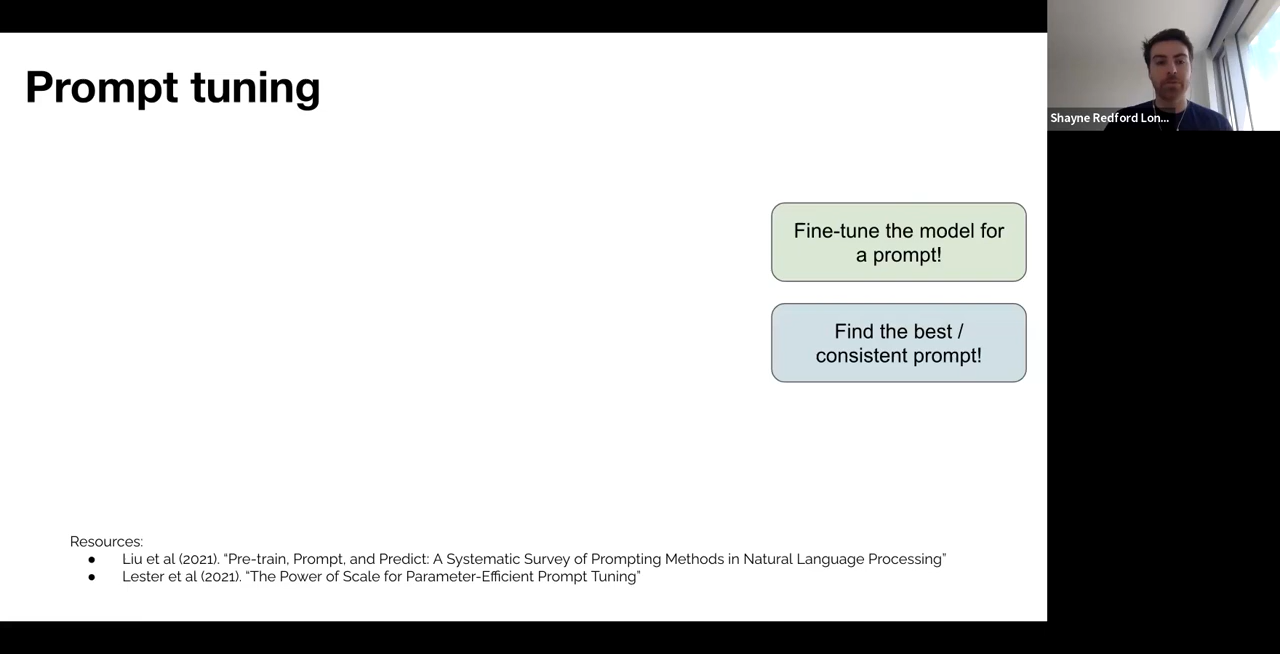 Prompt tuning
Shayne Redford Lon...
Fine-tune the model for
a prompt!
Find the best /
consistent prompt!
Resources:
● Liu et al (2021). “Pre-train, Prompt, and Predict: A Systematic Survey of Prompting Methods in Natural Language Processing”
● Lester et al (2021). “The Power of Scale for Parameter-Efficient Prompt Tuning”